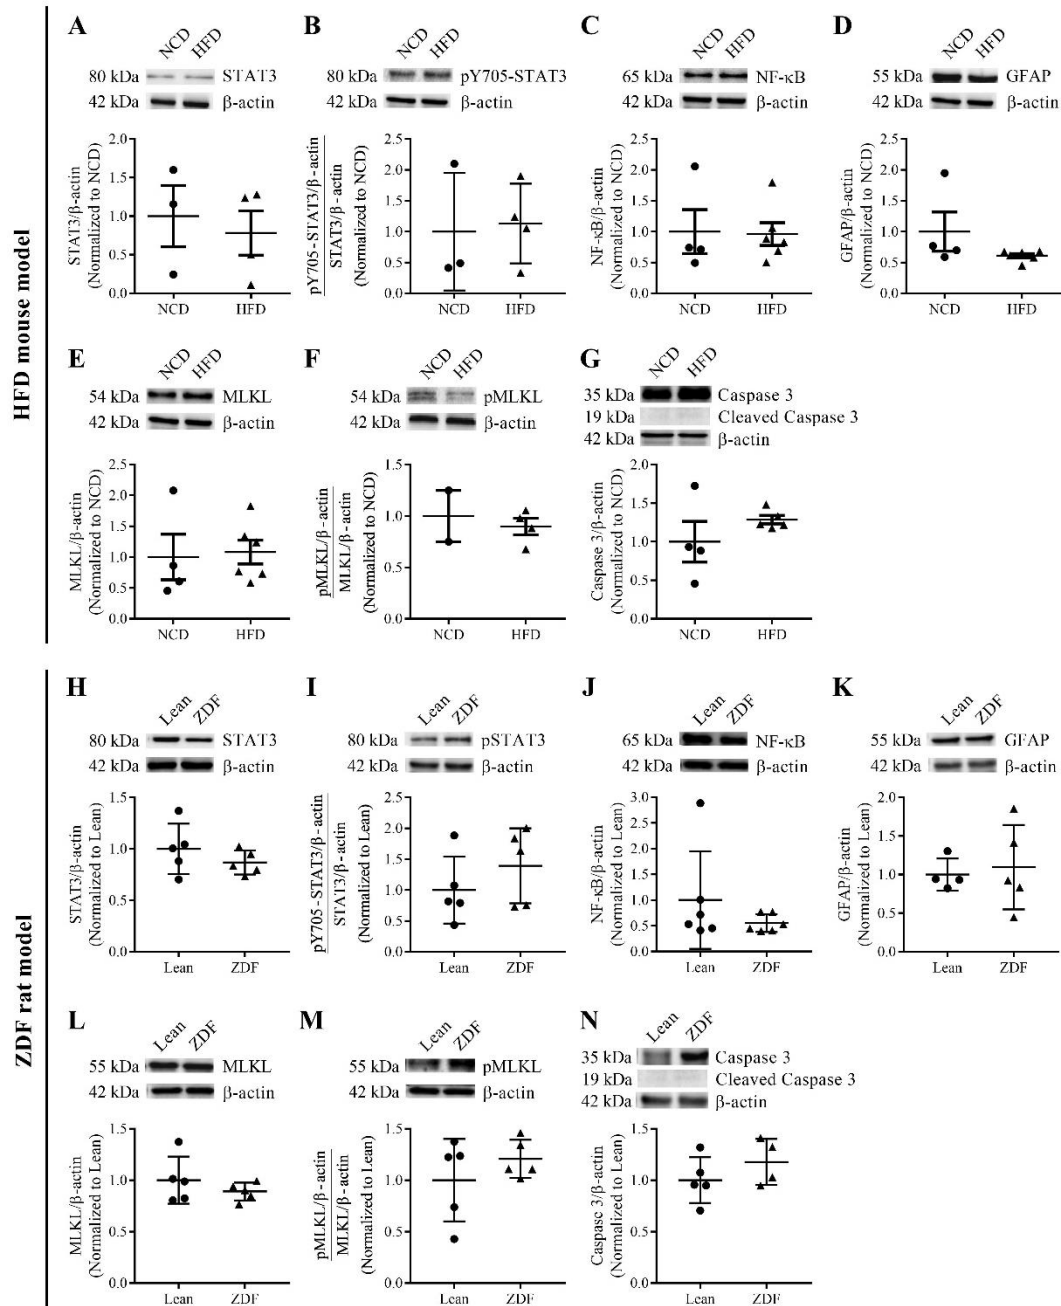 HFD mouse model
A
NCD HFD
80 kDa STAT3
42 kDa β-actin
STAT3/β-actin
(Normalized to NCD)
2.0
1.5
1.0
0.5
0.0
NCD HFD
B
NCD HFD
80 kDa pY705-STAT3
42 kDa β-actin
pY705-STAT3/β-actin
STAT3/β-actin
(Normalized to NCD)
2.5
2.0
1.5
1.0
0.5
0.0
NCD HFD
C
NCD HFD
65 kDa NF-κB
42 kDa β-actin
NF-κB/β-actin
(Normalized to NCD)
2.5
2.0
1.5
1.0
0.5
0.0
NCD HFD
D
NCD HFD
55 kDa GFAP
42 kDa β-actin
GFAP/β-actin
(Normalized to NCD)
2.5
2.0
1.5
1.0
0.5
0.0
NCD HFD
E
NCD HFD
54 kDa MLKL
42 kDa β-actin
MLKL/β-actin
(Normalized to NCD)
2.5
2.0
1.5
1.0
0.5
0.0
NCD HFD
F
NCD HFD
54 kDa pMLKL
42 kDa β-actin
pMLKL/β-actin
MLKL/β-actin
(Normalized to NCD)
1.5
1.0
0.5
0.0
NCD HFD
G
NCD HFD
35 kDa Caspase 3
19 kDa Cleaved Caspase 3
42 kDa β-actin
Caspase 3/β-actin
(Normalized to NCD)
2.0
1.5
1.0
0.5
0.0
NCD HFD
ZDF rat model
H
Lean ZDF
80 kDa STAT3
42 kDa β-actin
STAT3/β-actin
(Normalized to Lean)
1.5
1.0
0.5
0.0
Lean ZDF
I
Lean ZDF
80 kDa pSTAT3
42 kDa β-actin
pY705-STAT3/β-actin
STAT3/β-actin
(Normalized to Lean)
2.5
2.0
1.5
1.0
0.5
0.0
Lean ZDF
J
Lean ZDF
65 kDa NF-κB
42 kDa β-actin
NF-κB/β-actin
(Normalized to Lean)
3.0
2.5
2.0
1.5
1.0
0.5
0.0
Lean ZDF
K
Lean ZDF
55 kDa GFAP
42 kDa β-actin
GFAP/β-actin
(Normalized to Lean)
2.0
1.5
1.0
0.5
0.0
Lean ZDF
L
Lean ZDF
55 kDa MLKL
42 kDa β-actin
MLKL/β-actin
(Normalized to Lean)
1.5
1.0
0.5
0.0
Lean ZDF
M
Lean ZDF
55 kDa pMLKL
42 kDa β-actin
pMLKL/β-actin
MLKL/β-actin
(Normalized to Lean)
1.5
1.0
0.5
0.0
Lean ZDF
N
Lean ZDF
35 kDa Caspase 3
19 kDa Cleaved Caspase 3
42 kDa β-actin
Caspase 3/β-actin
(Normalized to Lean)
1.5
1.0
0.5
0.0
Lean ZDF